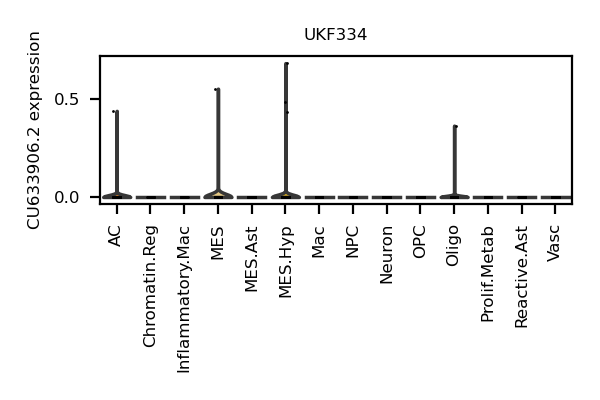 UKF334
CU633906.2 expression
0.5
0.0
AC
Chromatin.Reg
Inflammatory.Mac
MES
MES.Ast
MES.Hyp
Mac
NPC
Neuron
OPC
Oligo
Prolif.Metab
Reactive.Ast
Vasc